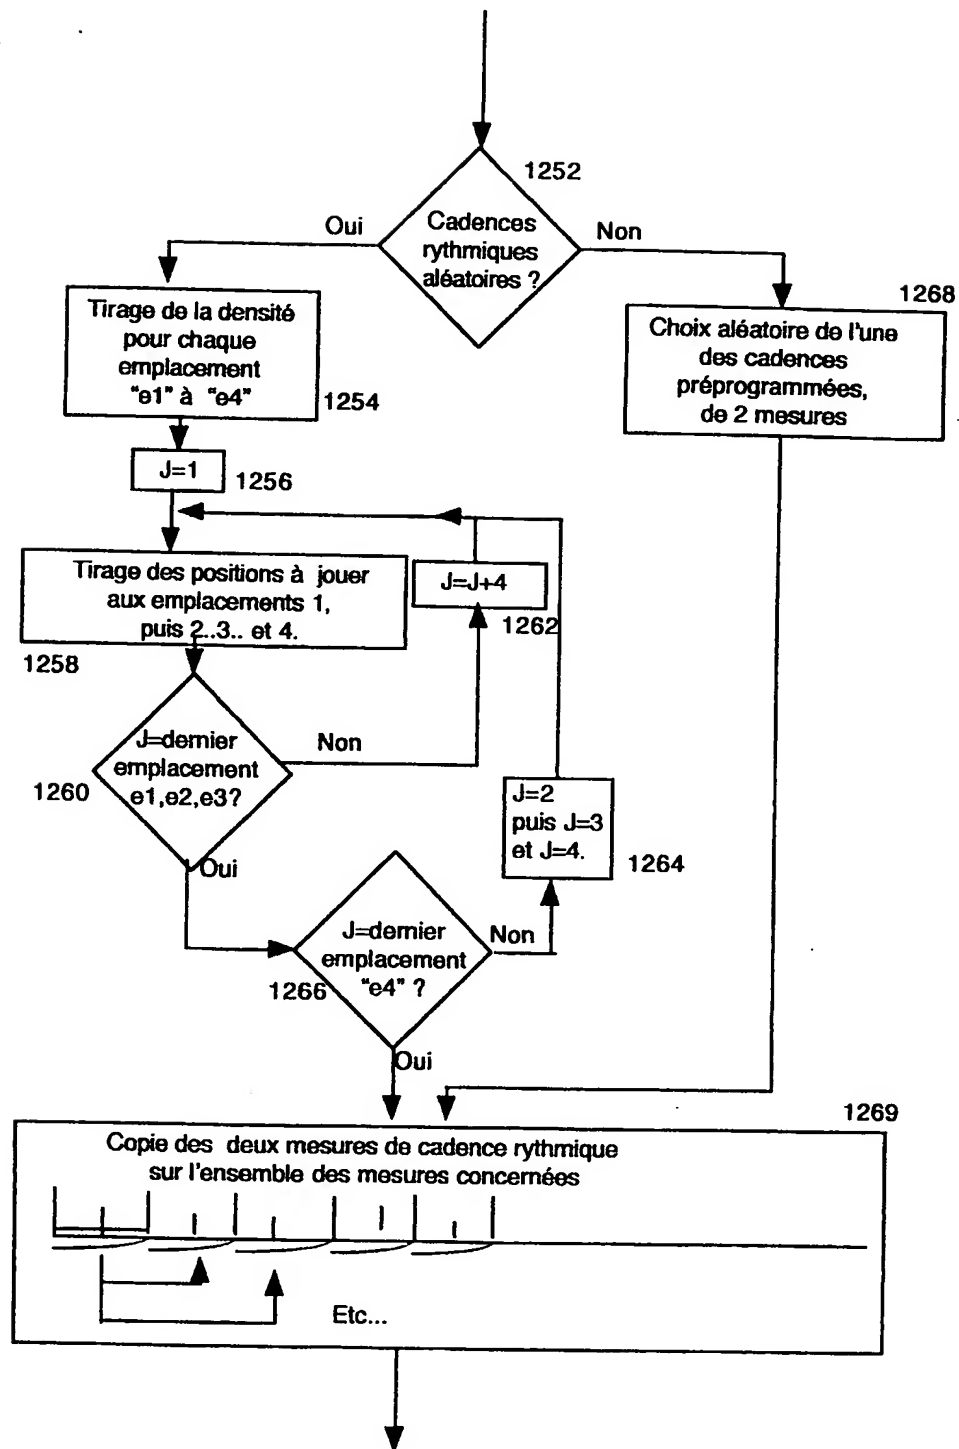 1252
Cadences
rythmiques
aléatoires ?
Oui
Non
Tirage de la densité
pour chaque
emplacement
"e1" à "e4"
1254
1268
Choix aléatoire de l'une
des cadences
préprogrammées,
de 2 mesures
J=1
1256
Tirage des positions à jouer
aux emplacements 1,
puis 2..3.. et 4.
1258
J=J+4
1262
J=dernier
emplacement
e1,e2,e3?
1260
Non
Oui
J=2
puis J=3
et J=4.
1264
J=dernier
emplacement
"e4" ?
1266
Non
Oui
1269
Copie des deux mesures de cadence rythmique
sur l'ensemble des mesures concernées
Etc...